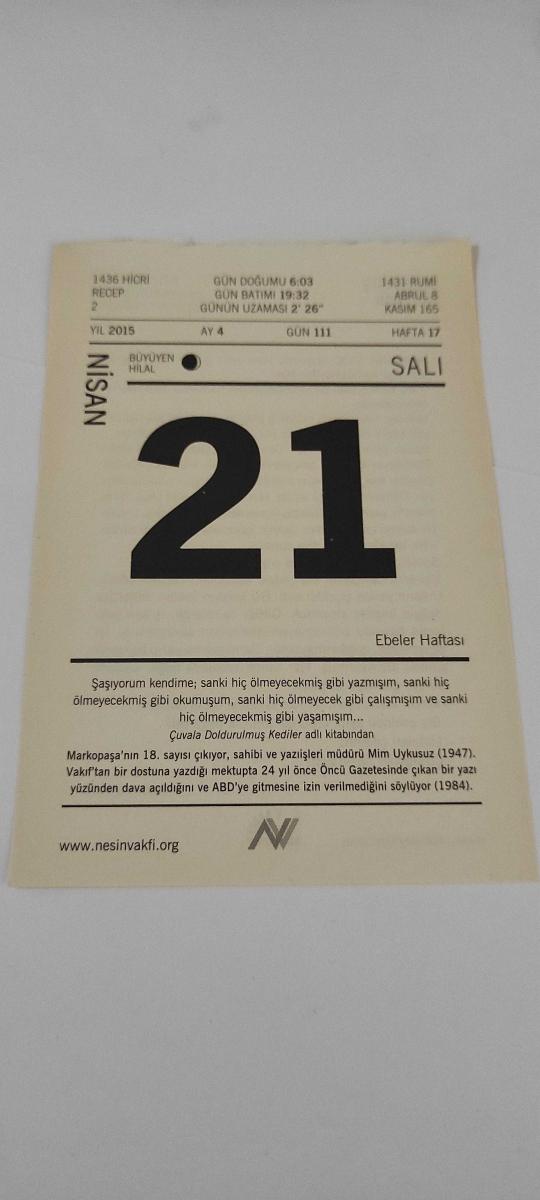 1436 HİCRİ
RECEP
2
GÜN DOĞUMU 6:03
GÜN BATIMI 19:32
GÜNÜN UZAMASI 2' 26"
1431 RUMİ
ABRUL 8
KASIM 165
YIL 2015 AY 4 GÜN 111 HAFTA 17
NİSAN
BÜYÜYEN
HİLAL
SALI
21
Ebeler Haftası
Şaşıyorum kendime; sanki hiç ölmeyecekmiş gibi yazmışım, sanki hiç
ölmeyecekmiş gibi okumuşum, sanki hiç ölmeyecek gibi çalışmışım ve sanki
hiç ölmeyecekmiş gibi yaşamışım...
Çuvala Doldurulmuş Kediler adlı kitabından
Markopaşa'nın 18. sayısı çıkıyor, sahibi ve yazıişleri müdürü Mim Uykusuz (1947).
Vakıf'tan bir dostuna yazdığı mektupta 24 yıl önce Öncü Gazetesinde çıkan bir yazı
yüzünden dava açıldığını ve ABD'ye gitmesine izin verilmediğini söylüyor (1984).
www.nesinvakfi.org